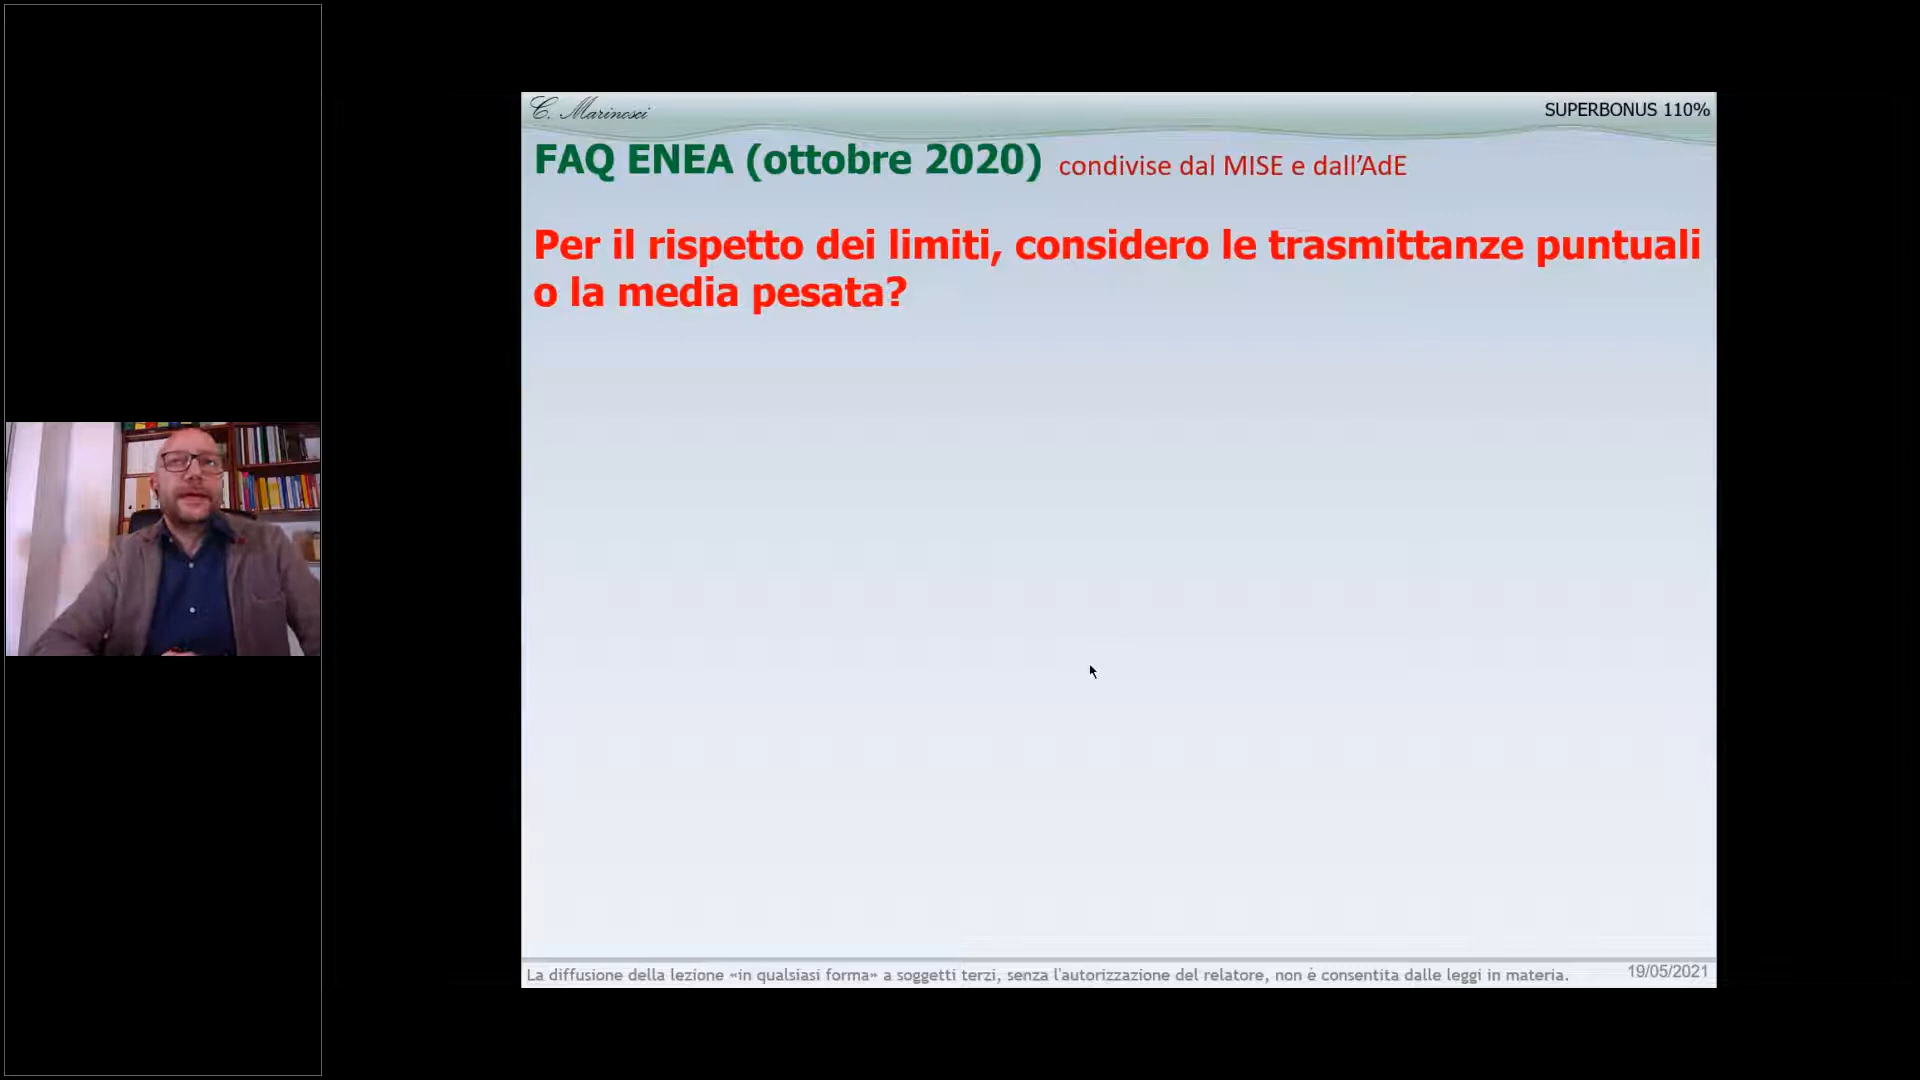 C. Marinosci
SUPERBONUS 110%
FAQ ENEA (ottobre 2020) condivise dal MISE e dall'AdE
Per il rispetto dei limiti, considero le trasmittanze puntuali
o la media pesata?
La diffusione della lezione «in qualsiasi forma» a soggetti terzi, senza l'autorizzazione del relatore, non è consentita dalle leggi in materia.
19/05/2021